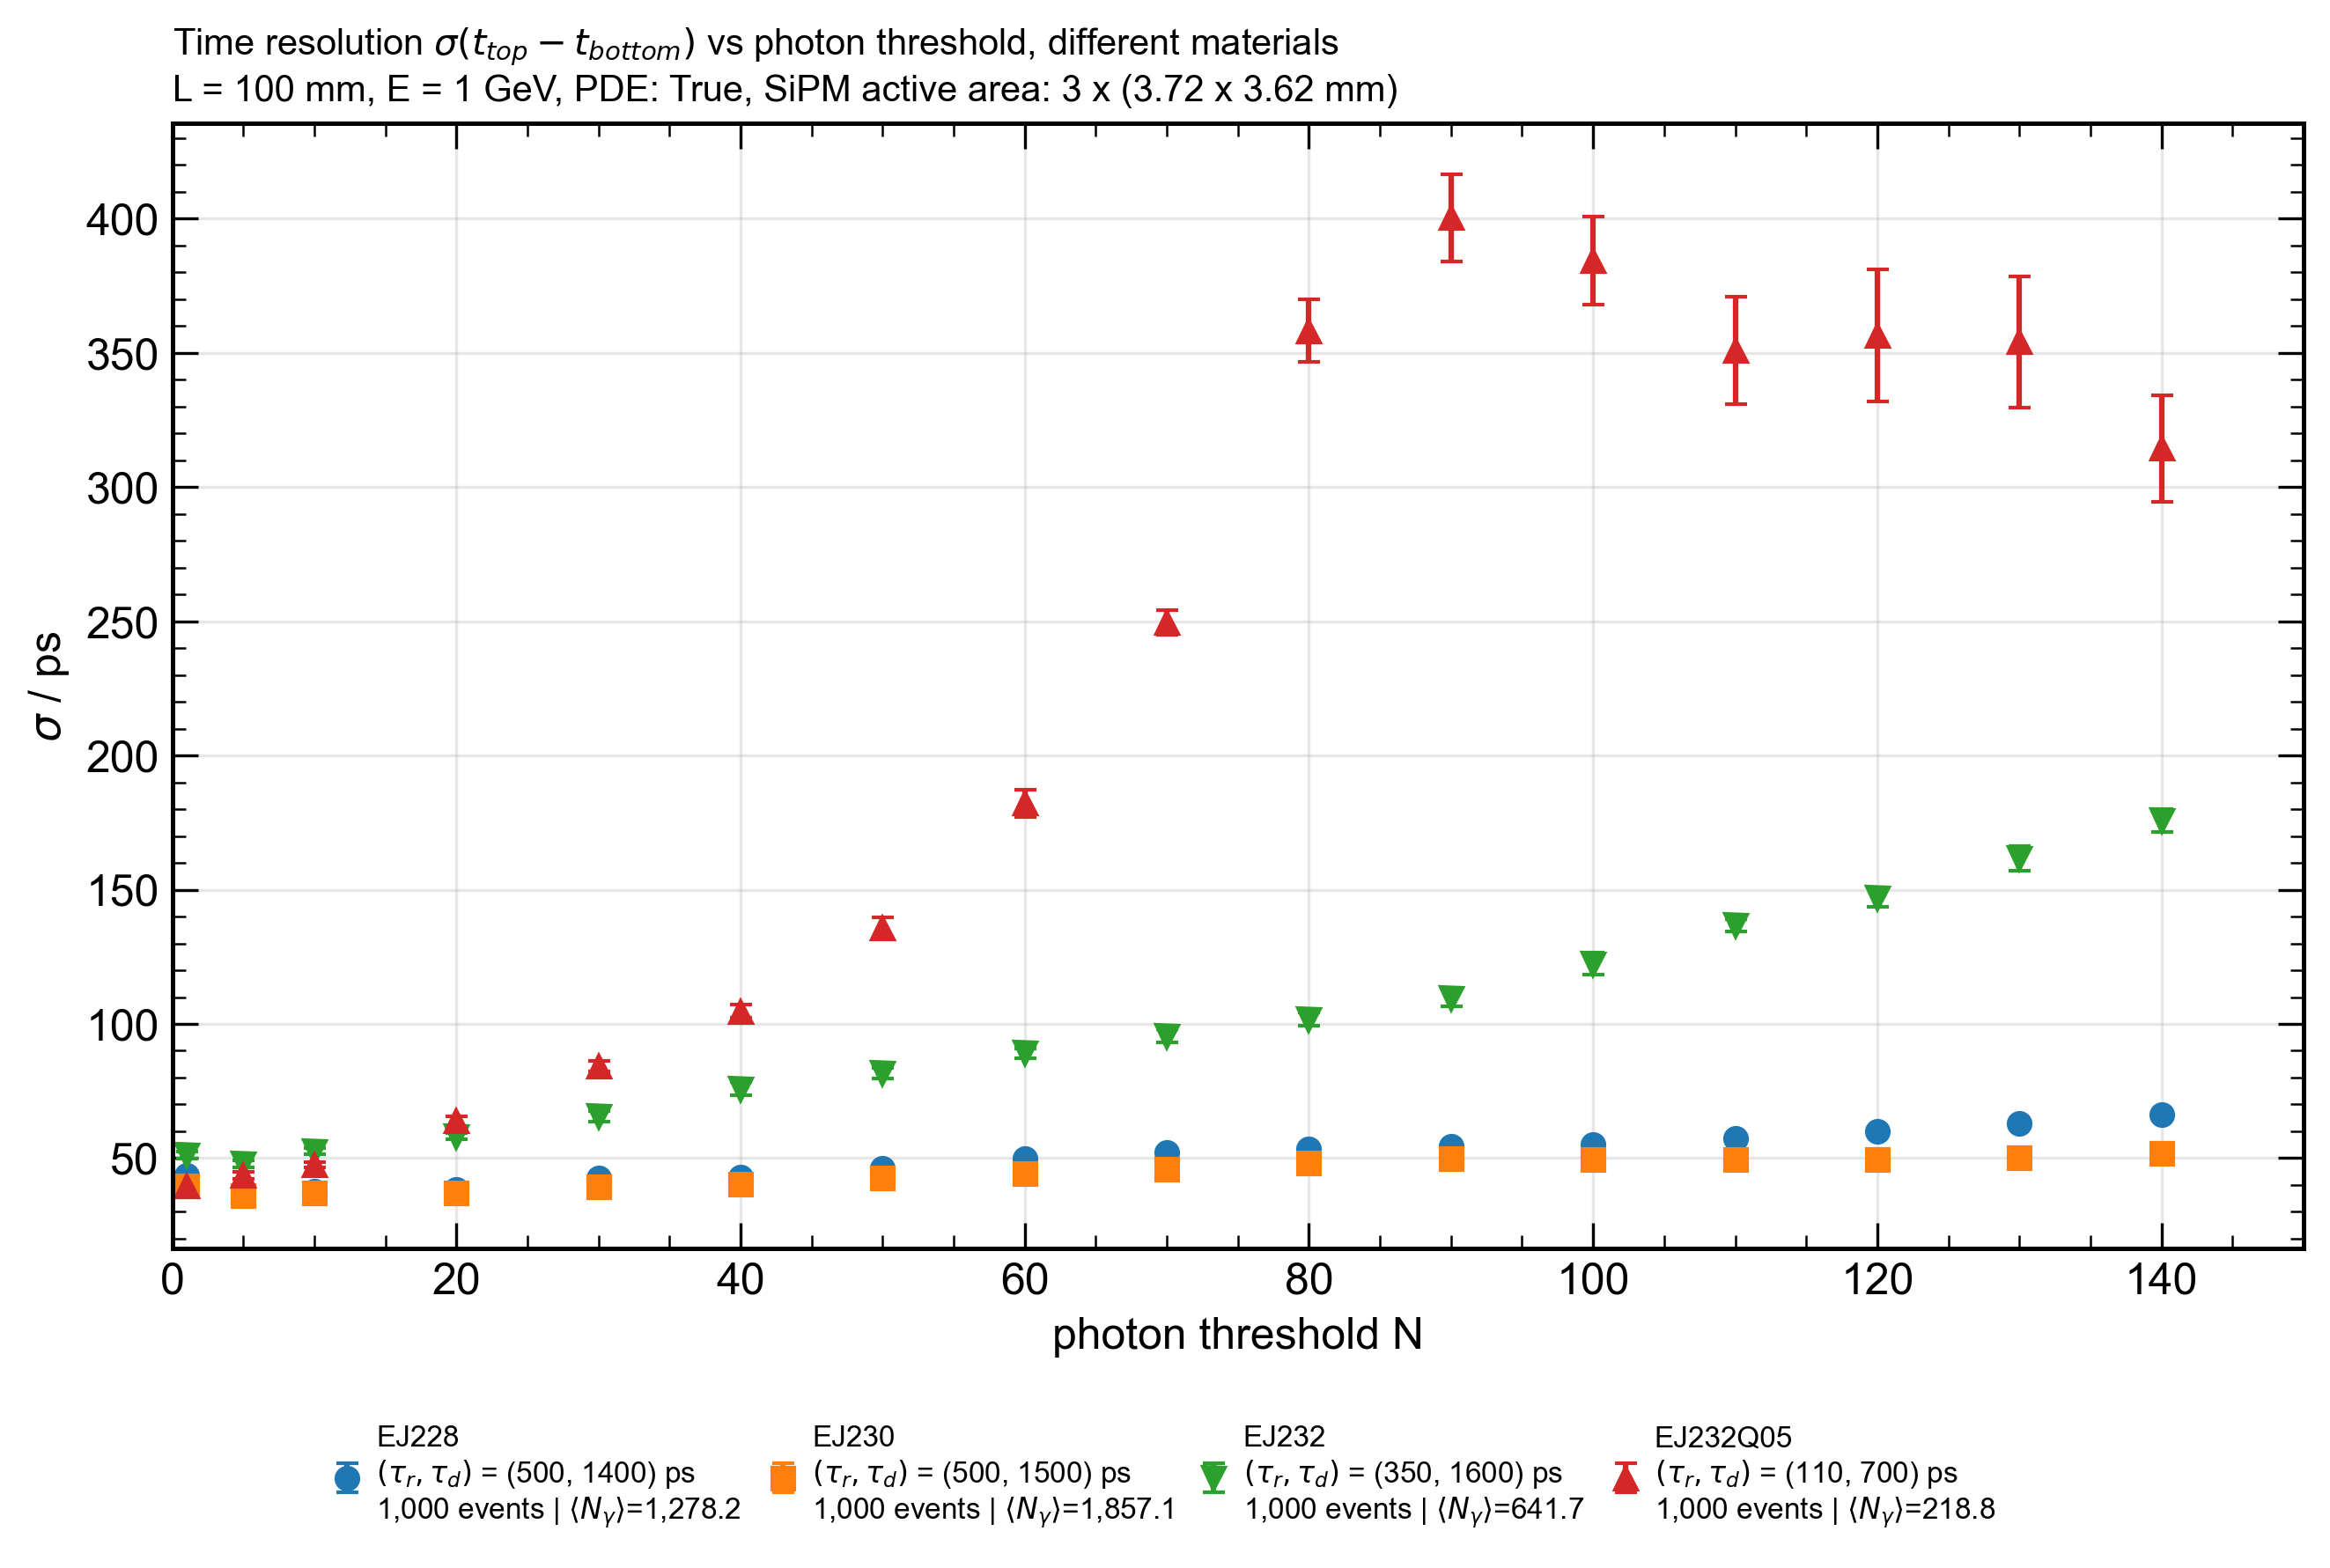 Time resolution σ(t_top − t_bottom) vs photon threshold, different materials
L = 100 mm, E = 1 GeV, PDE: True, SiPM active area: 3 x (3.72 x 3.62 mm)
400
350
300
250
200
150
100
50
σ / ps
0 20 40 60 80 100 120 140
photon threshold N
EJ228
(τ_r, τ_d) = (500, 1400) ps
1,000 events | ⟨N_γ⟩=1,278.2
EJ230
(τ_r, τ_d) = (500, 1500) ps
1,000 events | ⟨N_γ⟩=1,857.1
EJ232
(τ_r, τ_d) = (350, 1600) ps
1,000 events | ⟨N_γ⟩=641.7
EJ232Q05
(τ_r, τ_d) = (110, 700) ps
1,000 events | ⟨N_γ⟩=218.8